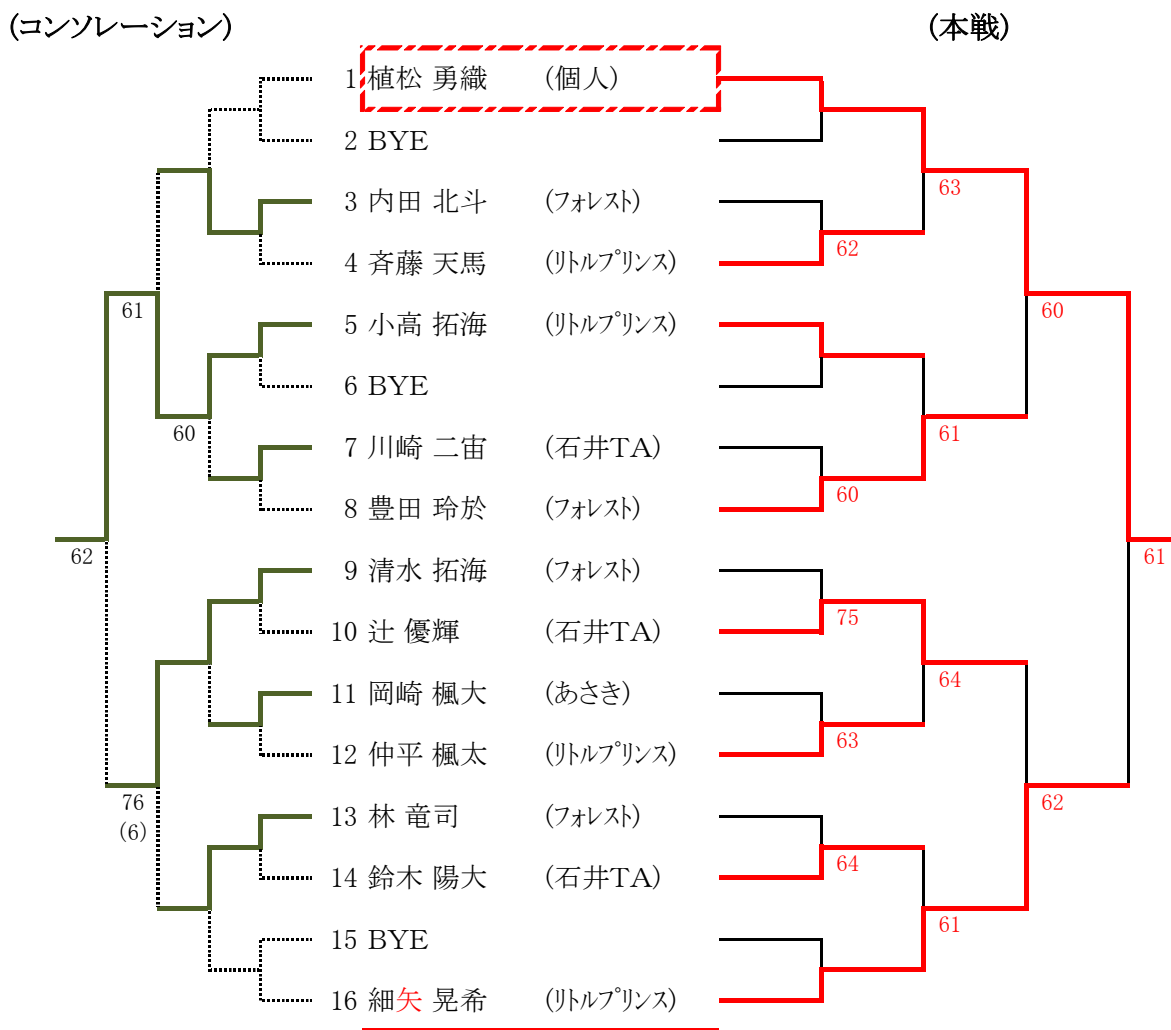 (コンソレーション) (本戦)
1 植松 勇織 (個人)
2 BYE
63
3 内田 北斗 (フォレスト)
62
4 斉藤 天馬 (リトルプリンス)
61 60
5 小高 拓海 (リトルプリンス)
6 BYE
60 61
7 川崎 二宙 (石井TA)
60
8 豊田 玲於 (フォレスト)
62 61
9 清水 拓海 (フォレスト)
75
10 辻 優輝 (石井TA)
64
11 岡崎 楓大 (あさき)
63
12 仲平 楓太 (リトルプリンス)
76 62
(6)
13 林 竜司 (フォレスト)
64
14 鈴木 陽大 (石井TA)
61
15 BYE
16 細矢 晃希 (リトルプリンス)